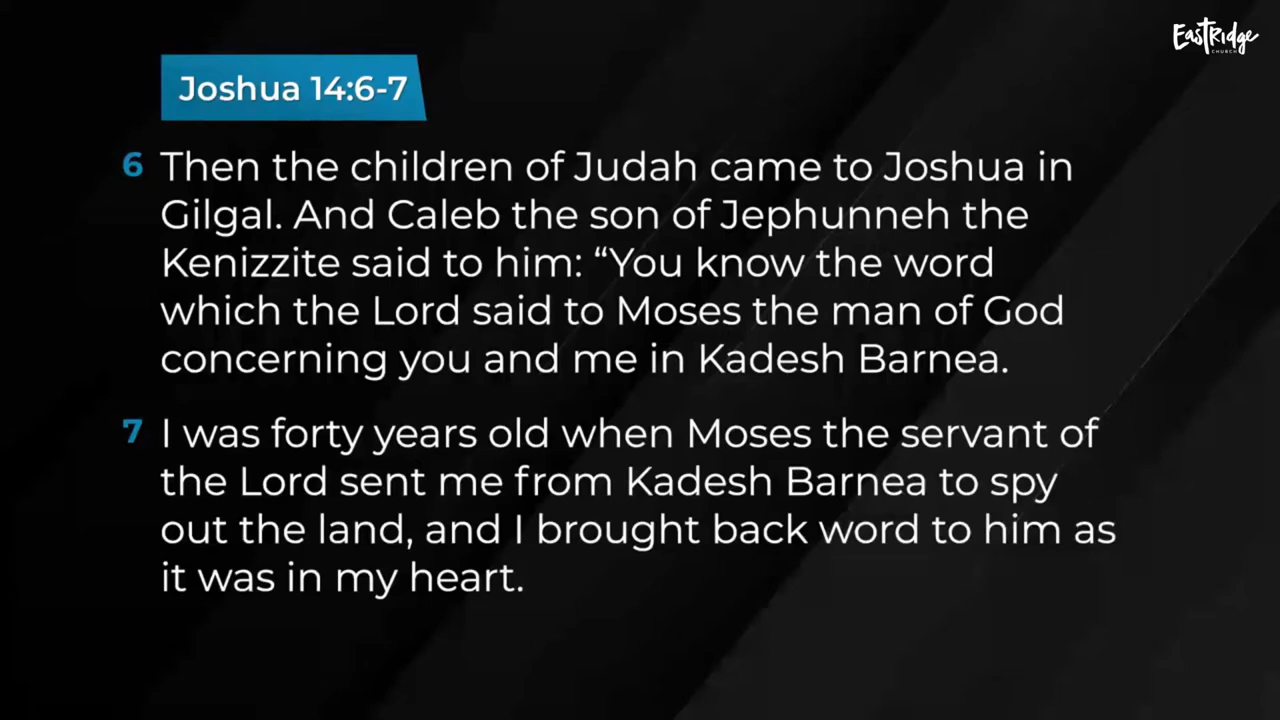 EastRidge
CHURCH
Joshua 14:6-7
6 Then the children of Judah came to Joshua in
Gilgal. And Caleb the son of Jephunneh the
Kenizzite said to him: “You know the word
which the Lord said to Moses the man of God
concerning you and me in Kadesh Barnea.
7 I was forty years old when Moses the servant of
the Lord sent me from Kadesh Barnea to spy
out the land, and I brought back word to him as
it was in my heart.